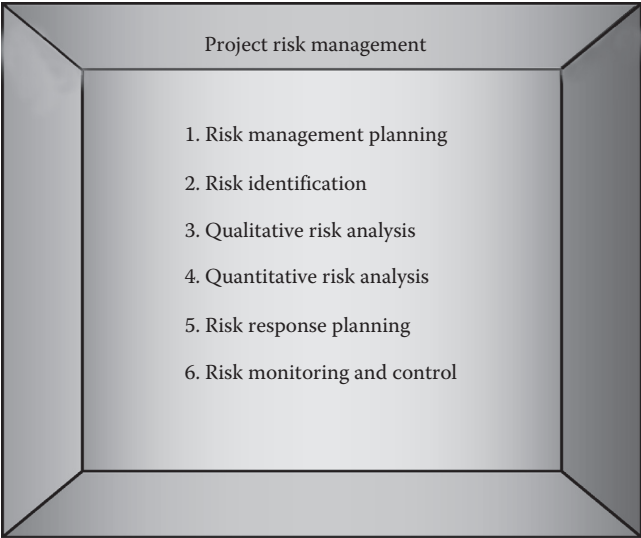 Project risk management
1. Risk management planning
2. Risk identification
3. Qualitative risk analysis
4. Quantitative risk analysis
5. Risk response planning
6. Risk monitoring and control